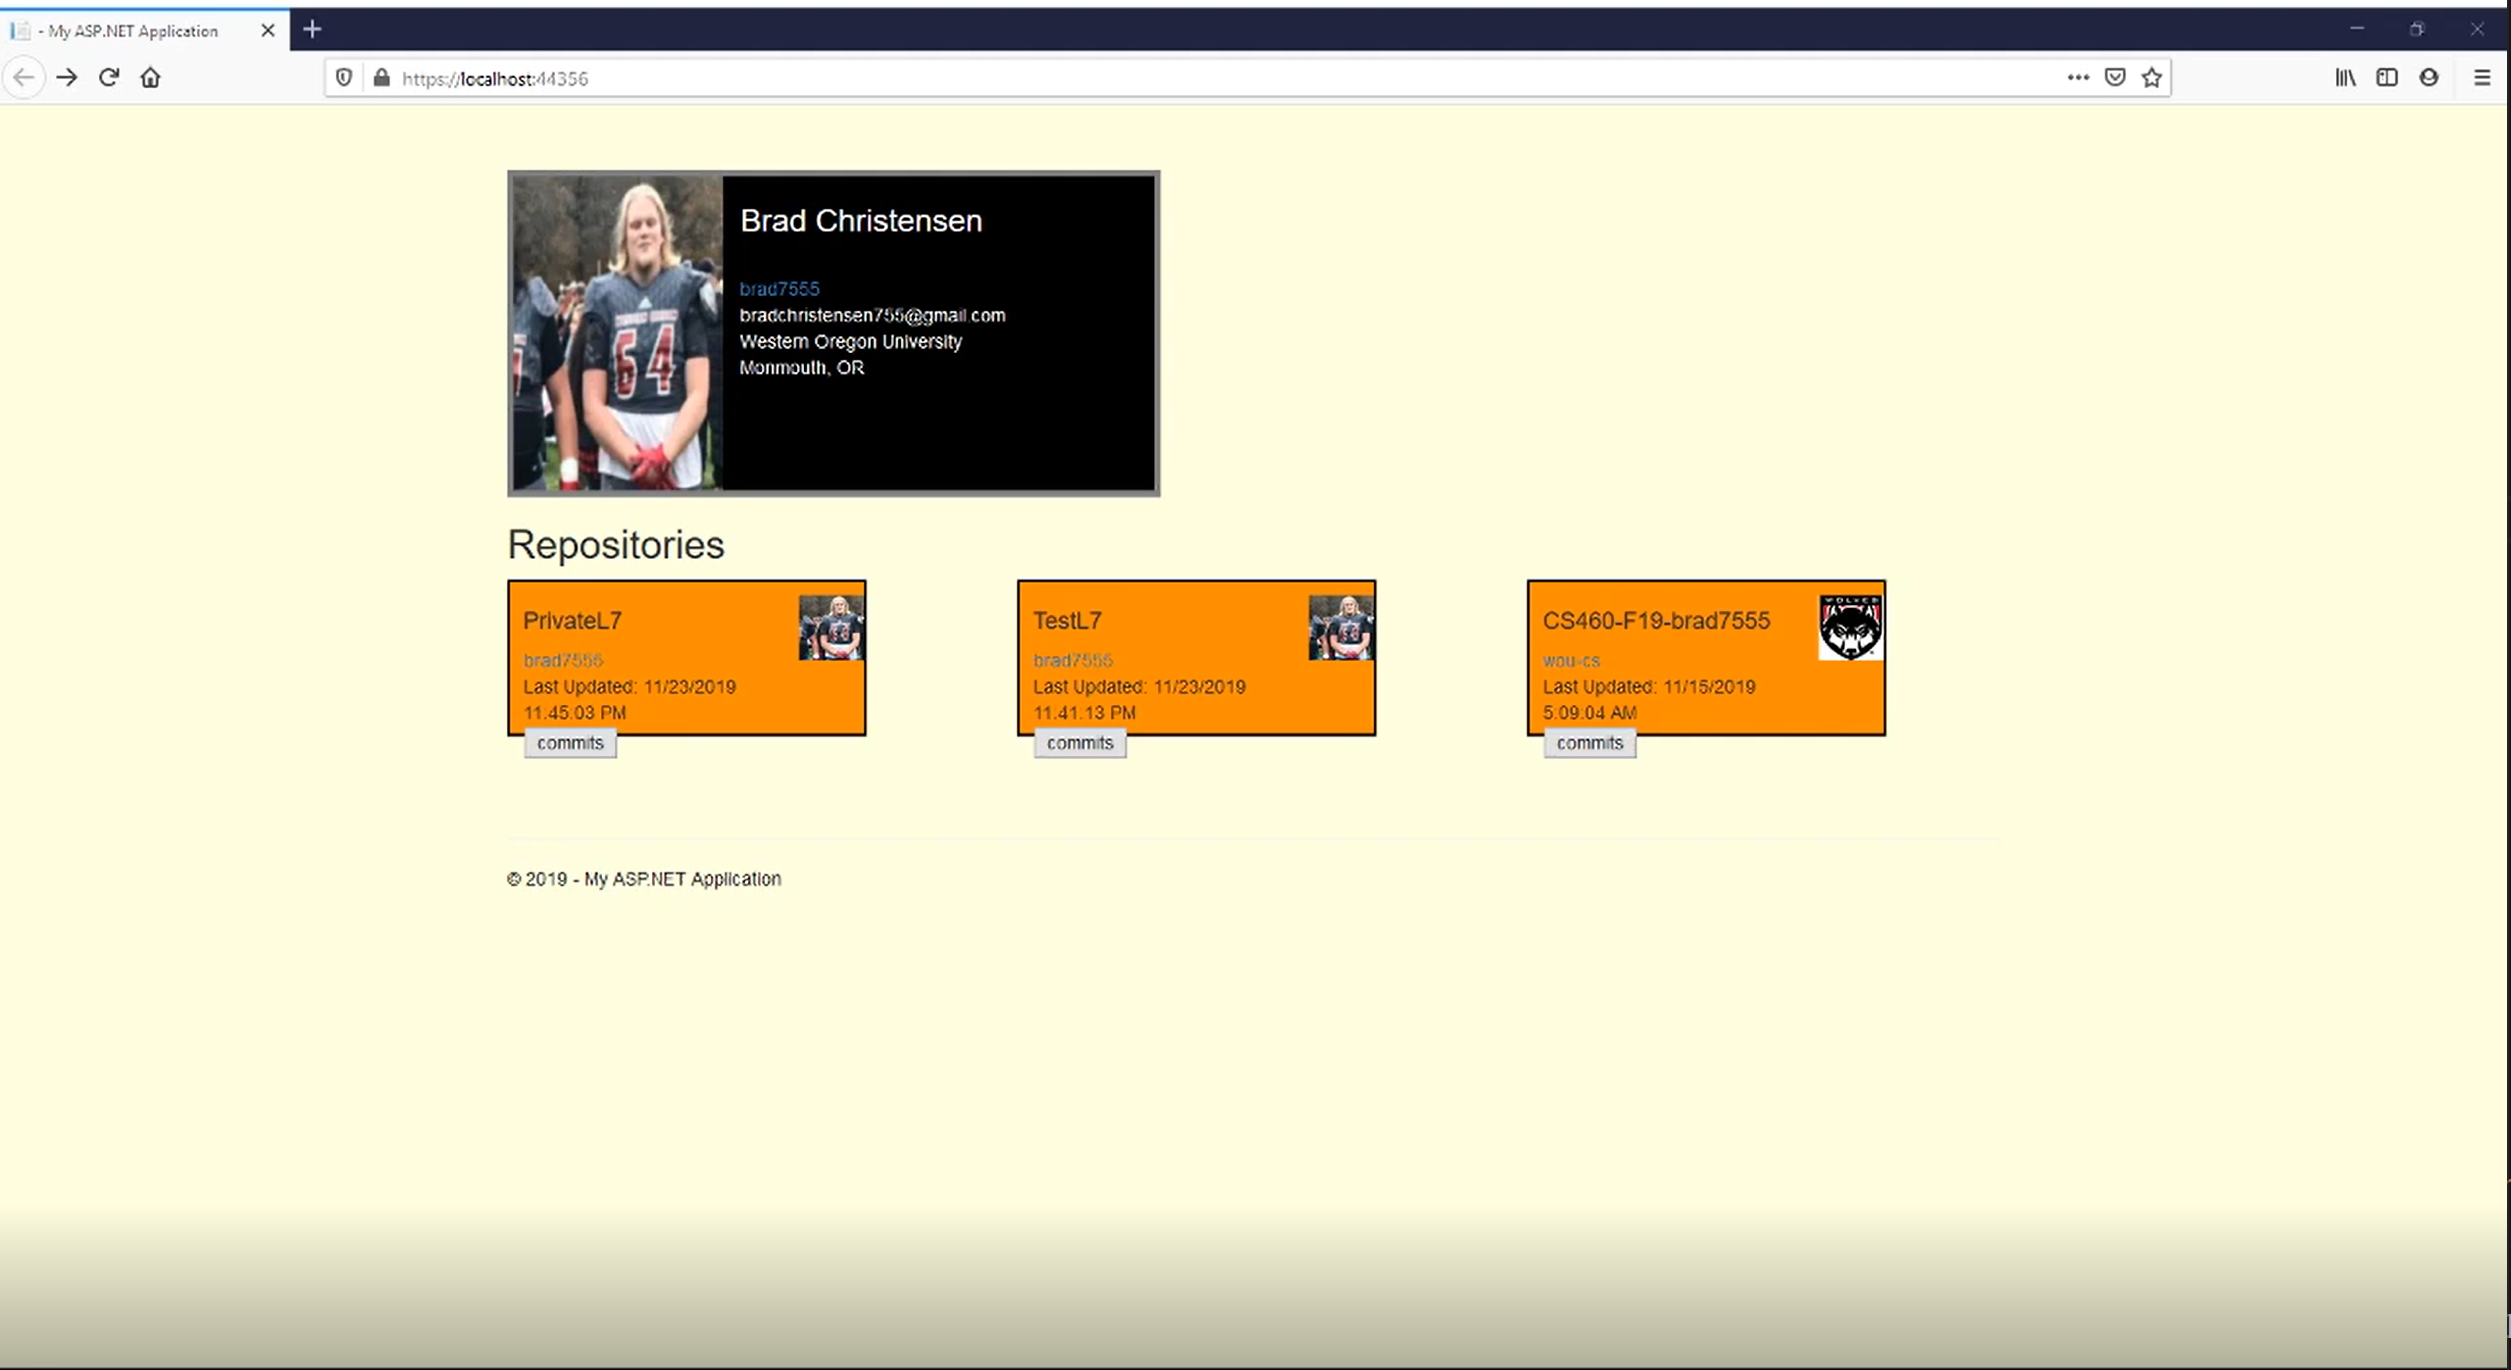 - My ASP.NET Application
https://localhost:44356
Brad Christensen
brad7555
bradchristensen755@gmail.com
Western Oregon University
Monmouth, OR
64
Repositories
PrivateL7
brad7555
Last Updated: 11/23/2019
11:45:03 PM
commits
TestL7
brad7555
Last Updated: 11/23/2019
11:41:13 PM
commits
CS460-F19-brad7555
WOLVES
wou-cs
Last Updated: 11/15/2019
5:09:04 AM
commits
© 2019 - My ASP.NET Application